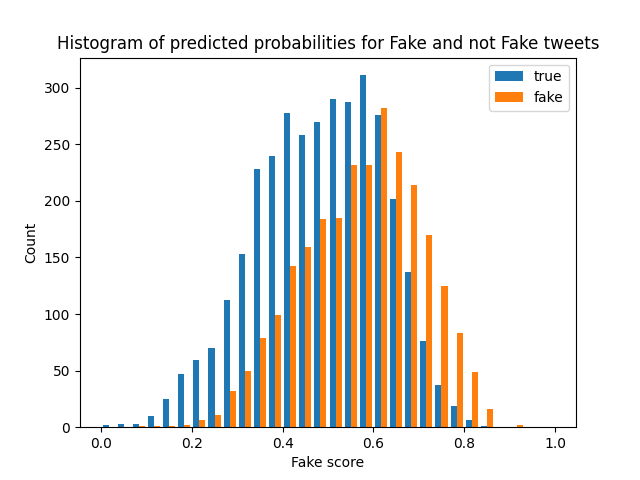 Histogram of predicted probabilities for Fake and not Fake tweets
true
fake
300
250
200
150
100
50
0
Count
0.0 0.2 0.4 0.6 0.8 1.0
Fake score